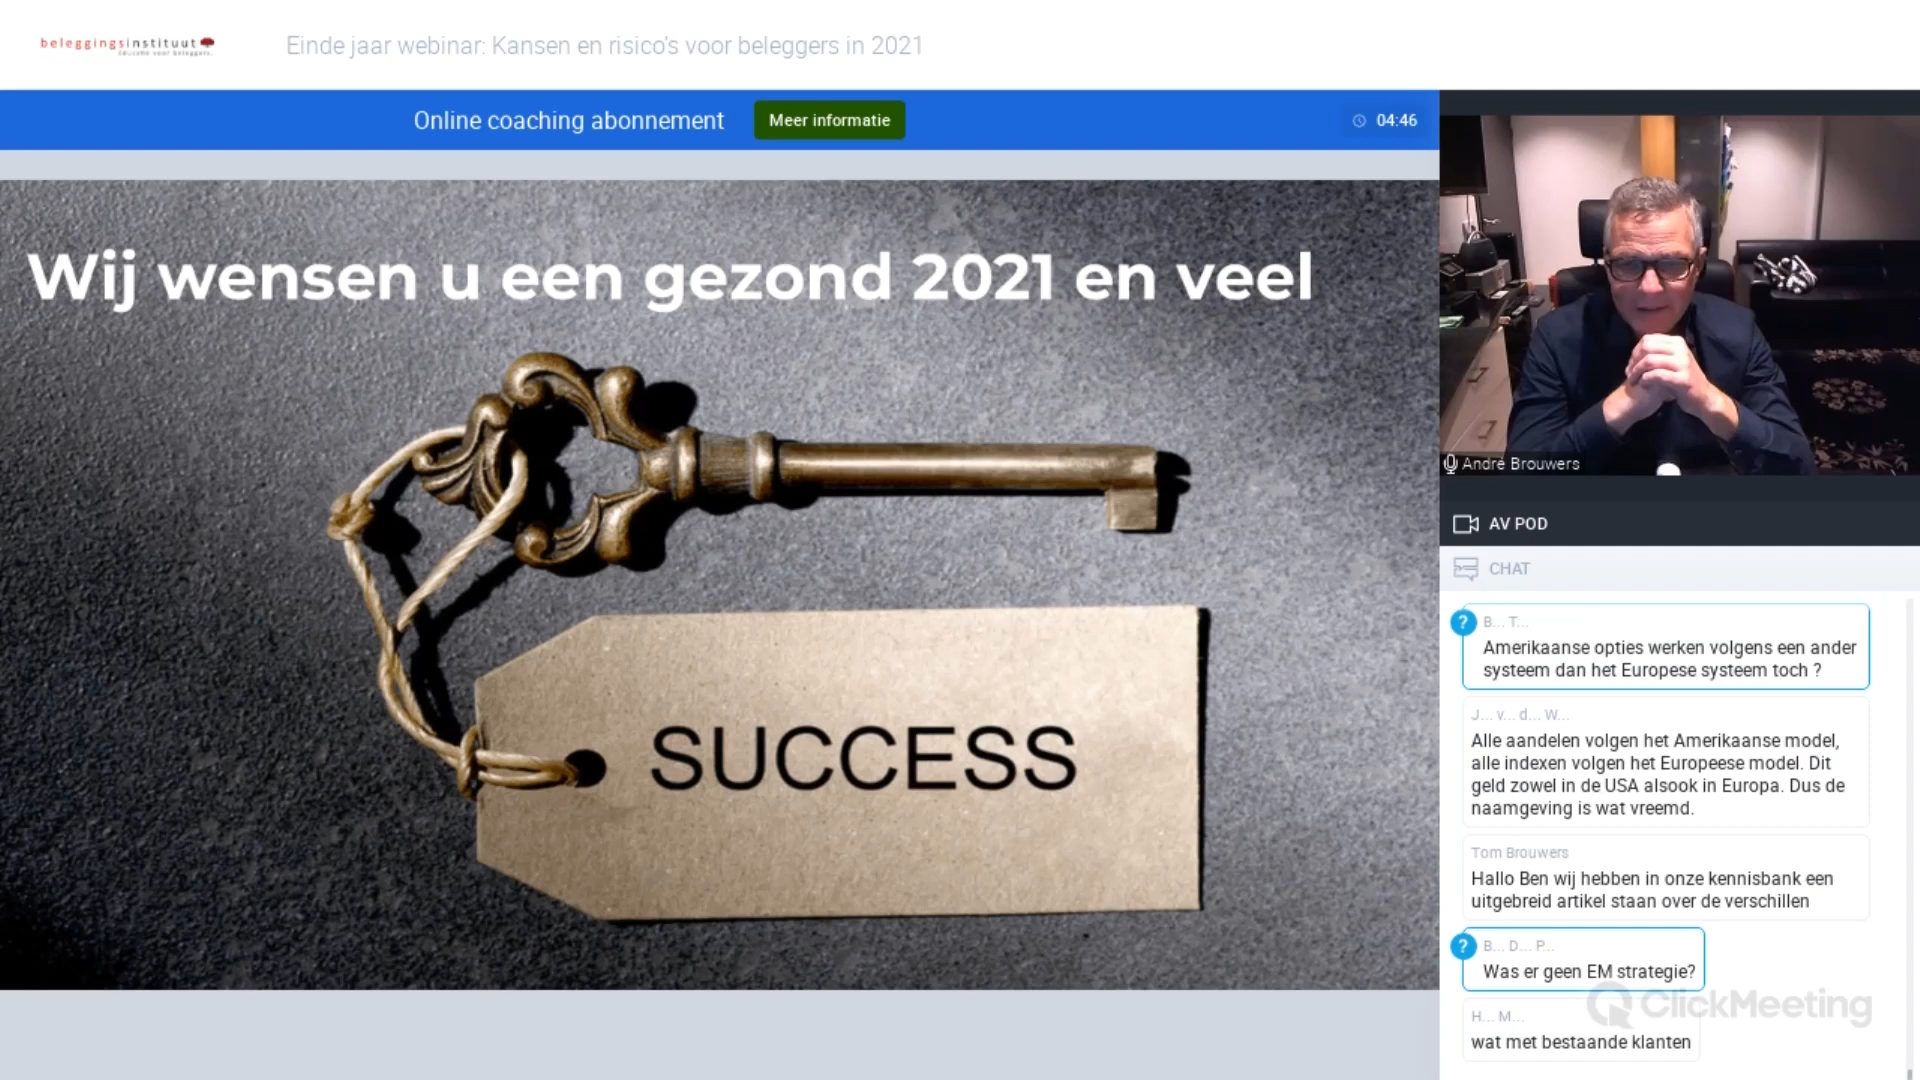 beleggingsinstituut
Educatie voor beleggers.
Einde jaar webinar: Kansen en risico's voor beleggers in 2021
Online coaching abonnement
Meer informatie
04:46
Wij wensen u een gezond 2021 en veel
SUCCESS
André Brouwers
AV POD
CHAT
?
B... T...
Amerikaanse opties werken volgens een ander
systeem dan het Europese systeem toch ?
J... v... d... W...
Alle aandelen volgen het Amerikaanse model,
alle indexen volgen het Europeese model. Dit
geld zowel in de USA alsook in Europa. Dus de
naamgeving is wat vreemd.
Tom Brouwers
Hallo Ben wij hebben in onze kennisbank een
uitgebreid artikel staan over de verschillen
?
B... D... P...
Was er geen EM strategie?
ClickMeeting
H... M...
wat met bestaande klanten